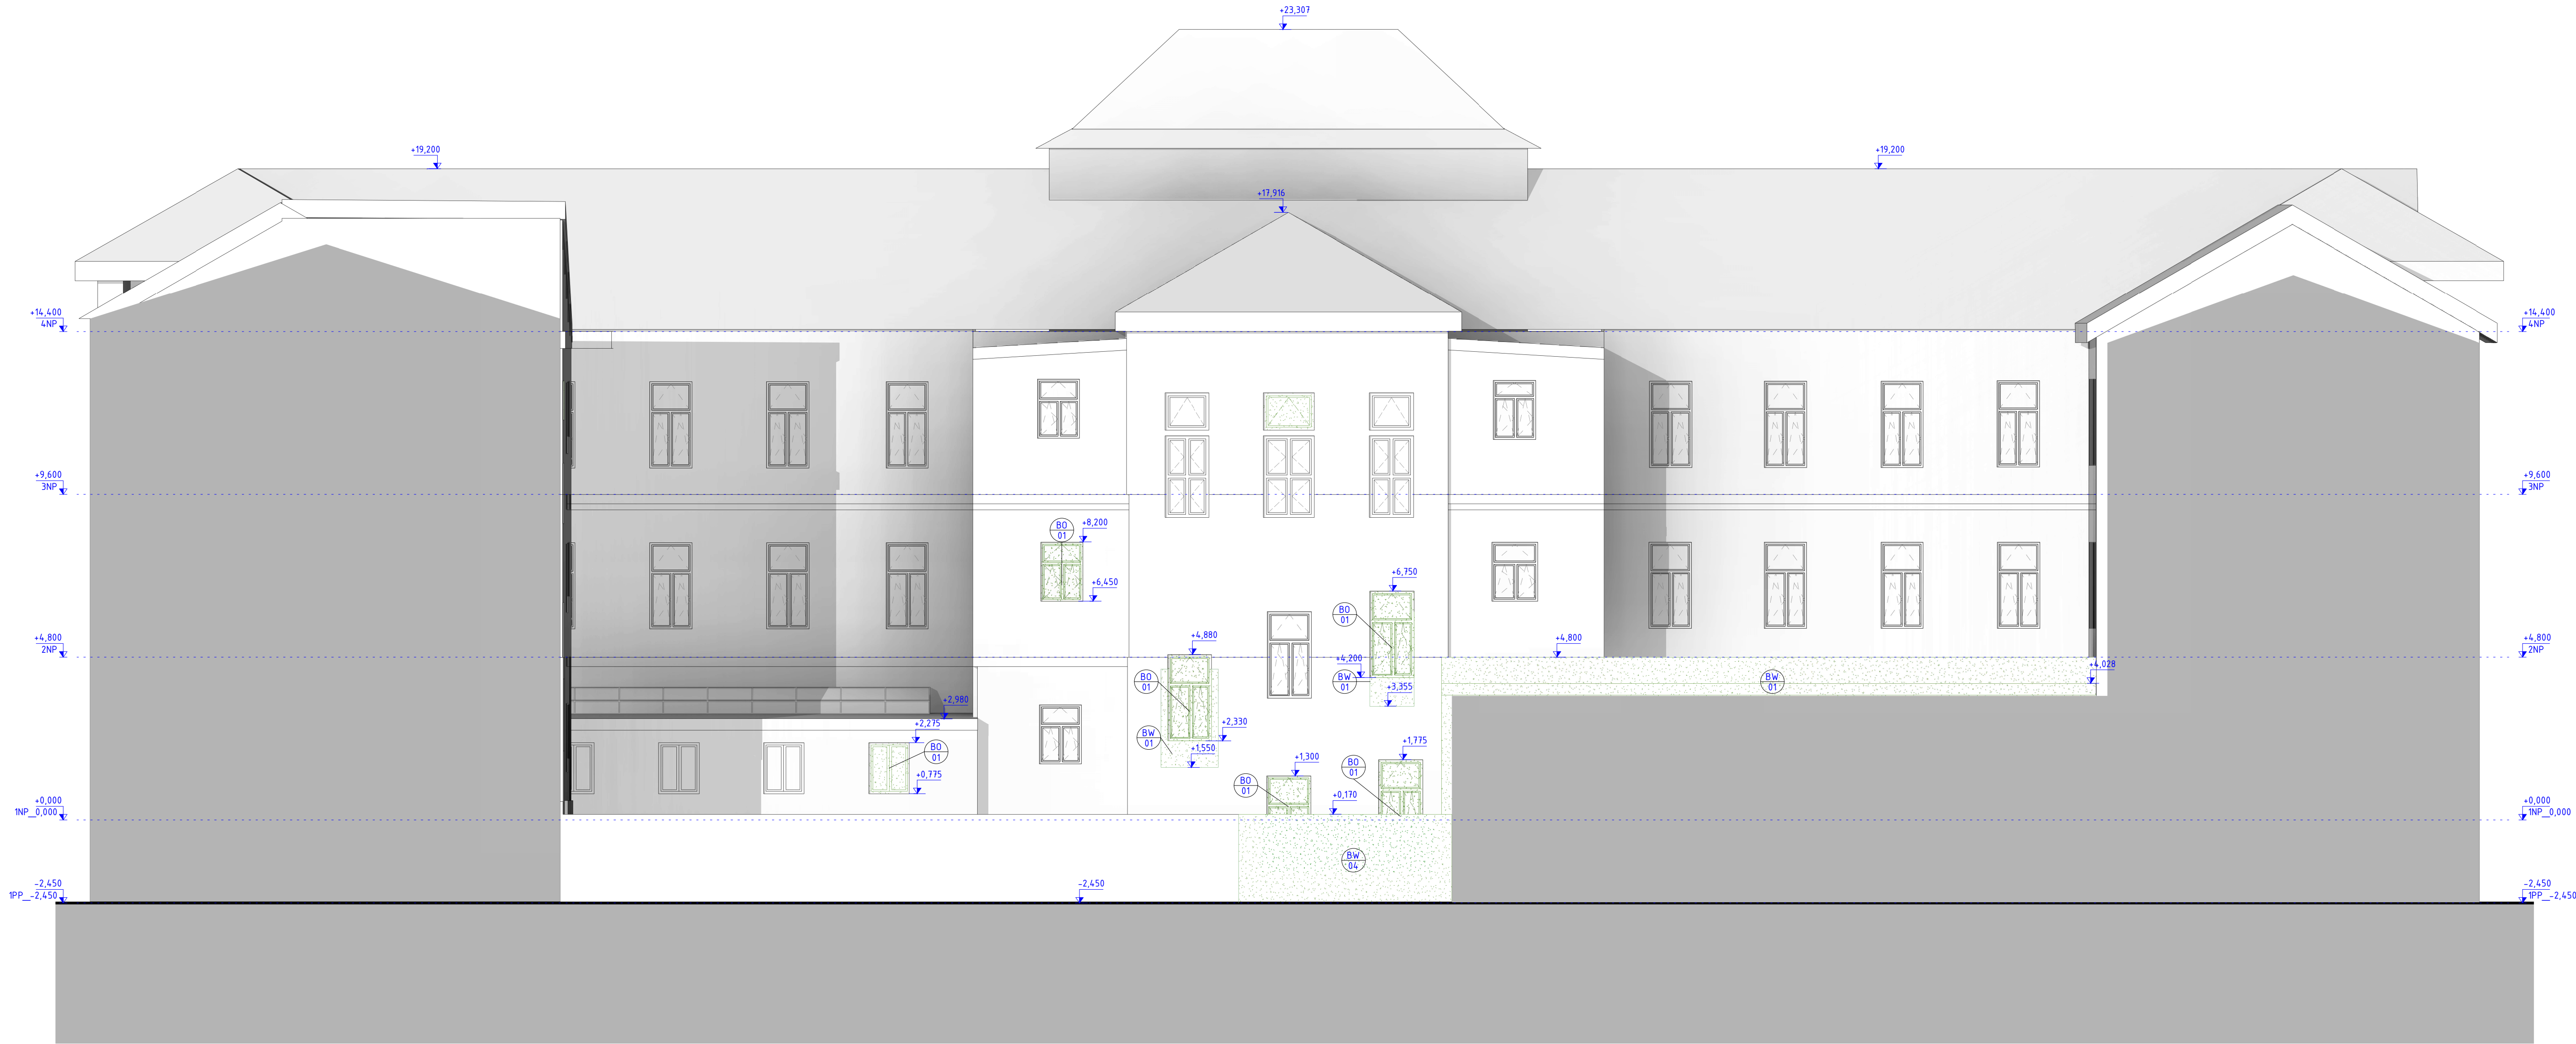 +23,307
+19,200
+19,200
+17,916
+14,400
4NP
+14,400
4NP
+9,600
3NP
+9,600
3NP
BO
01
+8,200
+6,450
+6,750
BO
01
+4,880
+4,800
2NP
+4,800
+4,800
2NP
+4,200
+4,028
BO
01
BW
01
BW
01
+3,355
+2,980
+2,275
+2,330
BW
01
BO
01
+1,550
+1,775
+1,300
BO
01
BO
01
+0,775
+0,170
+0,000
1NP__0,000
+0,000
1NP__0,000
BW
04
-2,450
1PP__-2,450
-2,450
-2,450
1PP__-2,450